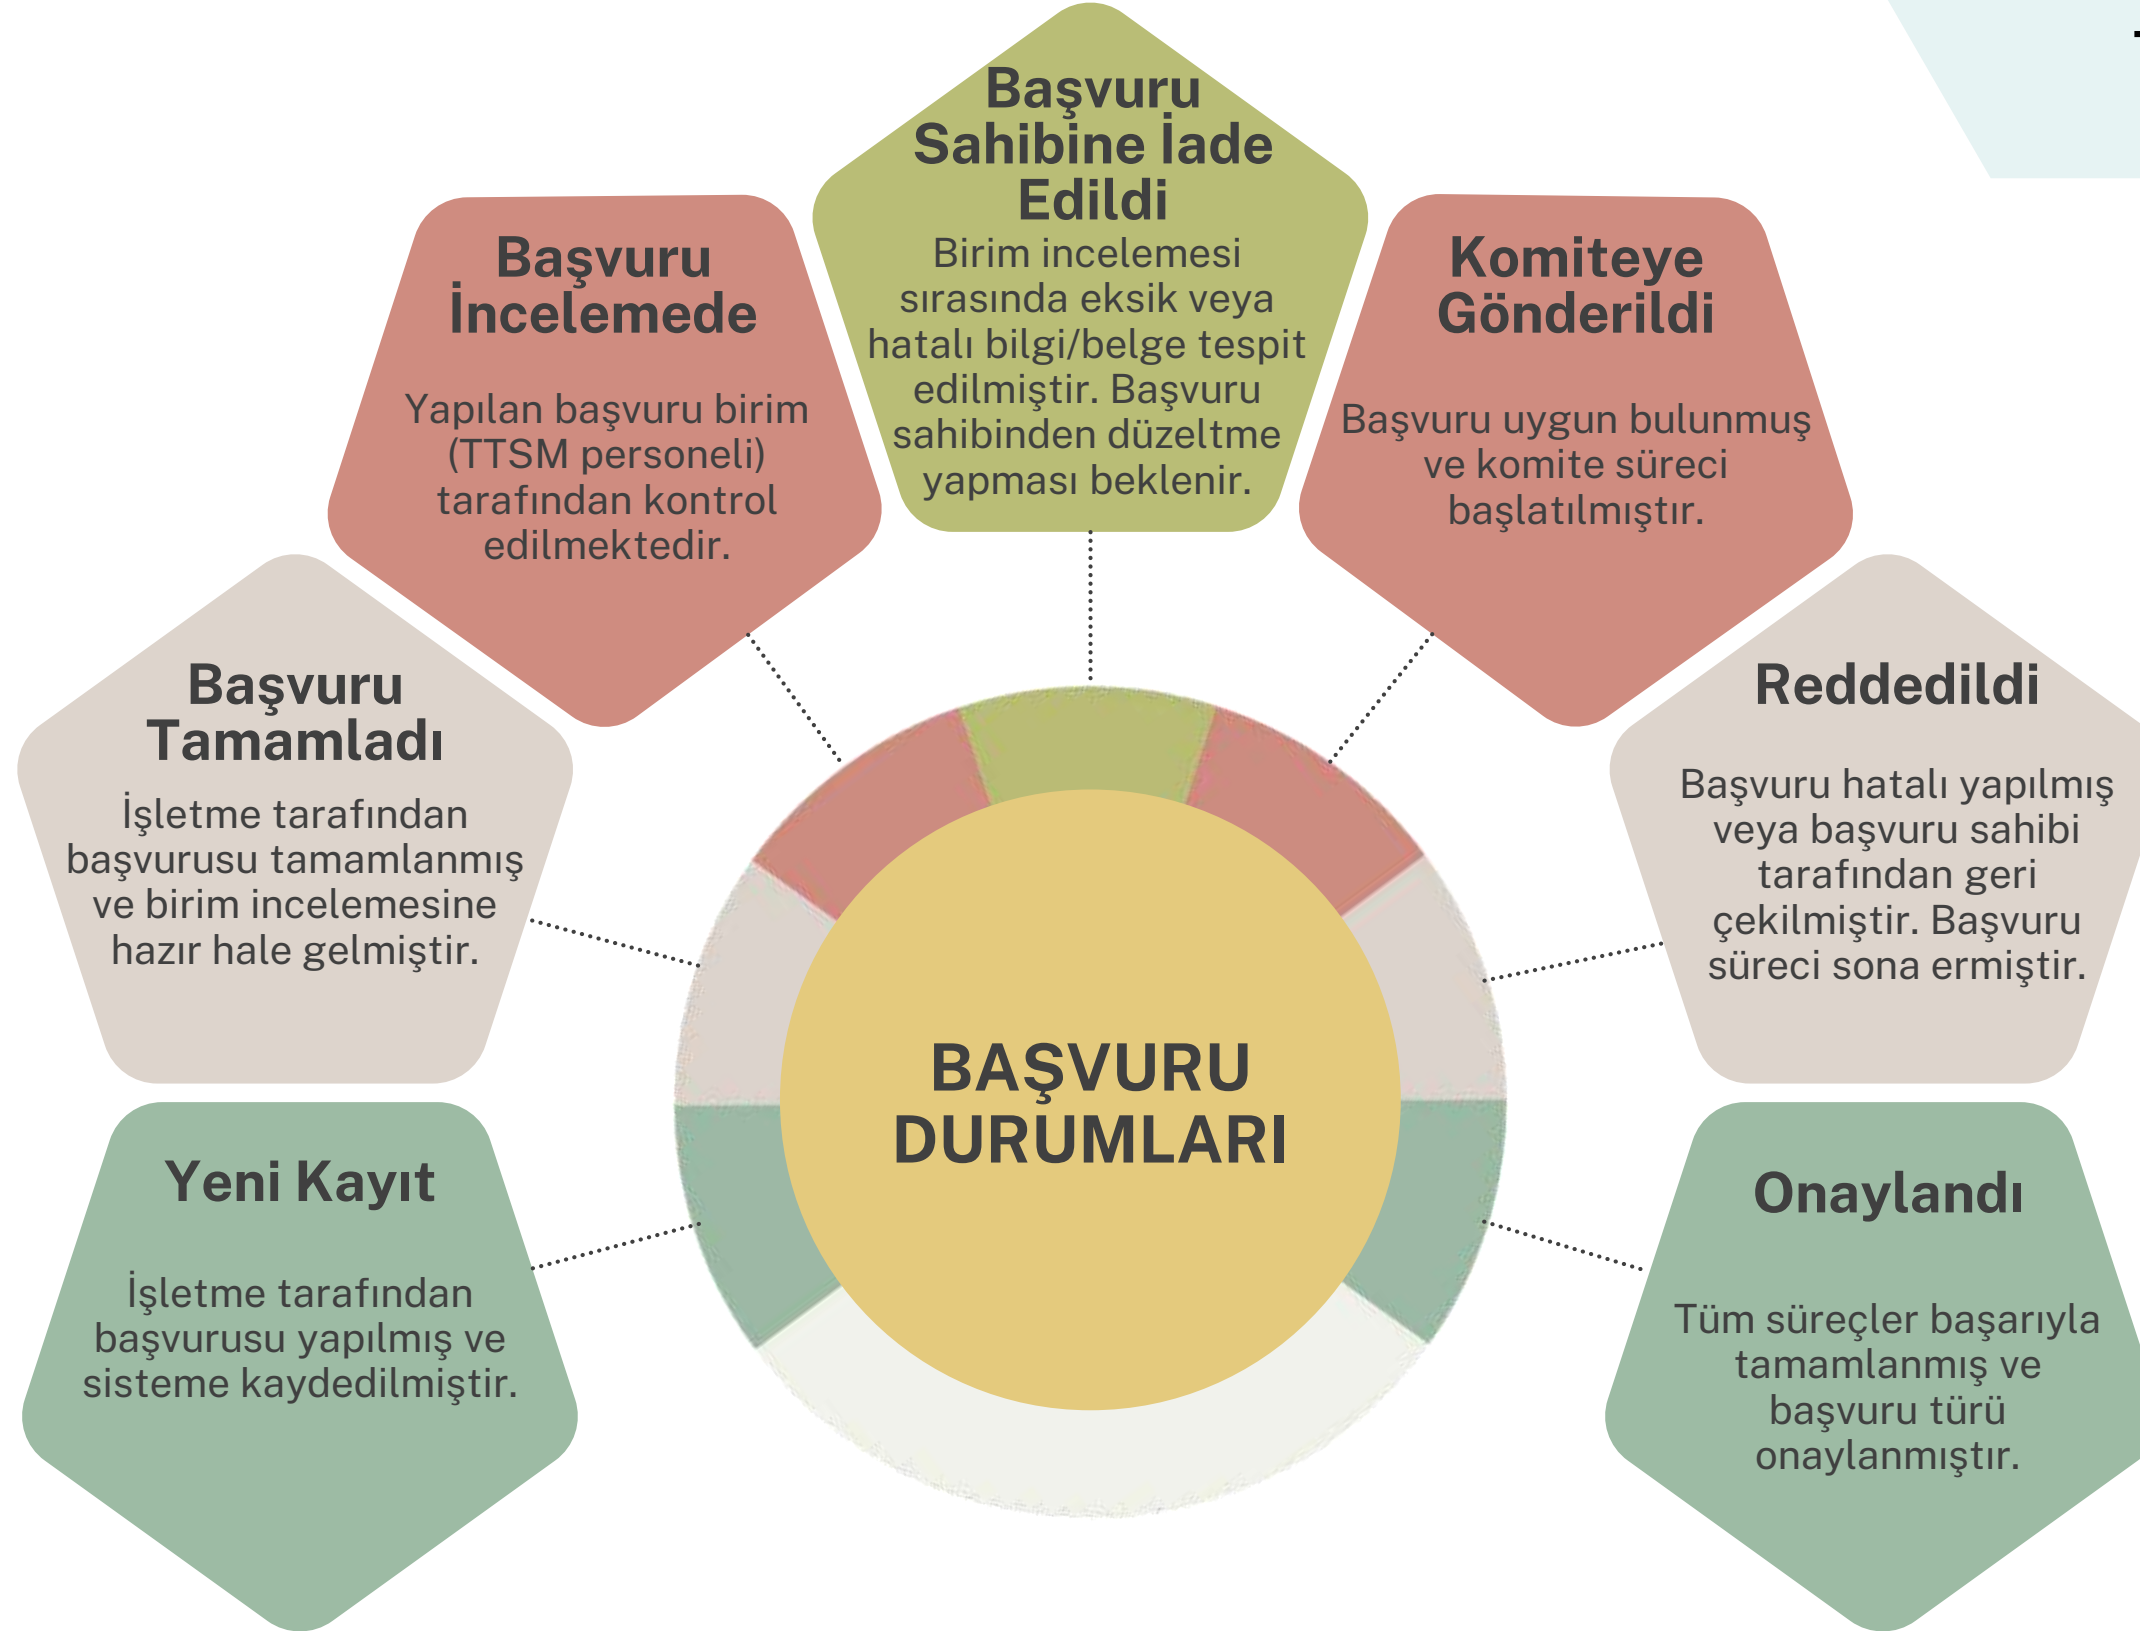 Başvuru
Sahibine İade
Edildi
Birim incelemesi
sırasında eksik veya
hatalı bilgi/belge tespit
edilmiştir. Başvuru
sahibinden düzeltme
yapması beklenir.
Başvuru
İncelemede
Yapılan başvuru birim
(TTSM personeli)
tarafından kontrol
edilmektedir.
Komiteye
Gönderildi
Başvuru uygun bulunmuş
ve komite süreci
başlatılmıştır.
Başvuru
Tamamladı
İşletme tarafından
başvurusu tamamlanmış
ve birim incelemesine
hazır hale gelmiştir.
Reddedildi
Başvuru hatalı yapılmış
veya başvuru sahibi
tarafından geri
çekilmiştir. Başvuru
süreci sona ermiştir.
BAŞVURU
DURUMLARI
Yeni Kayıt
İşletme tarafından
başvurusu yapılmış ve
sisteme kaydedilmiştir.
Onaylandı
Tüm süreçler başarıyla
tamamlanmış ve
başvuru türü
onaylanmıştır.